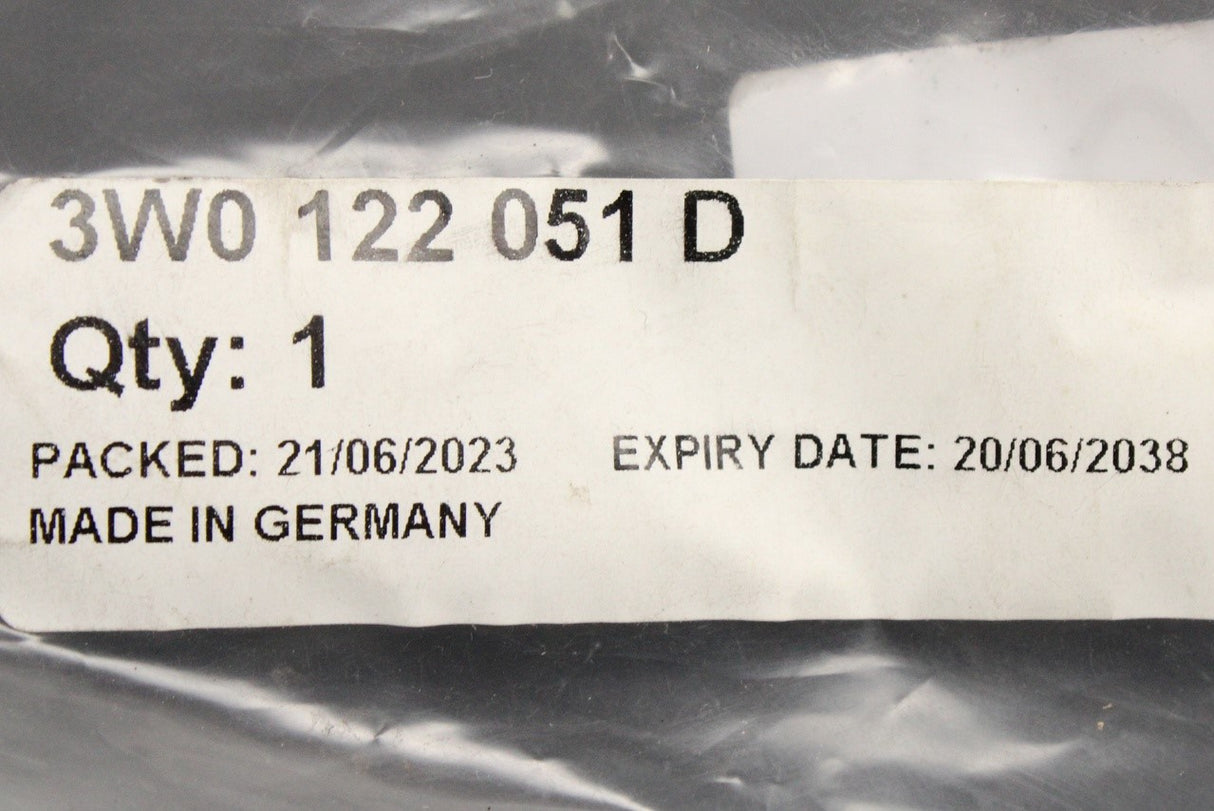 3W0 122 051 D
Qty: 1
PACKED: 21/06/2023 EXPIRY DATE: 20/06/2038
MADE IN GERMANY